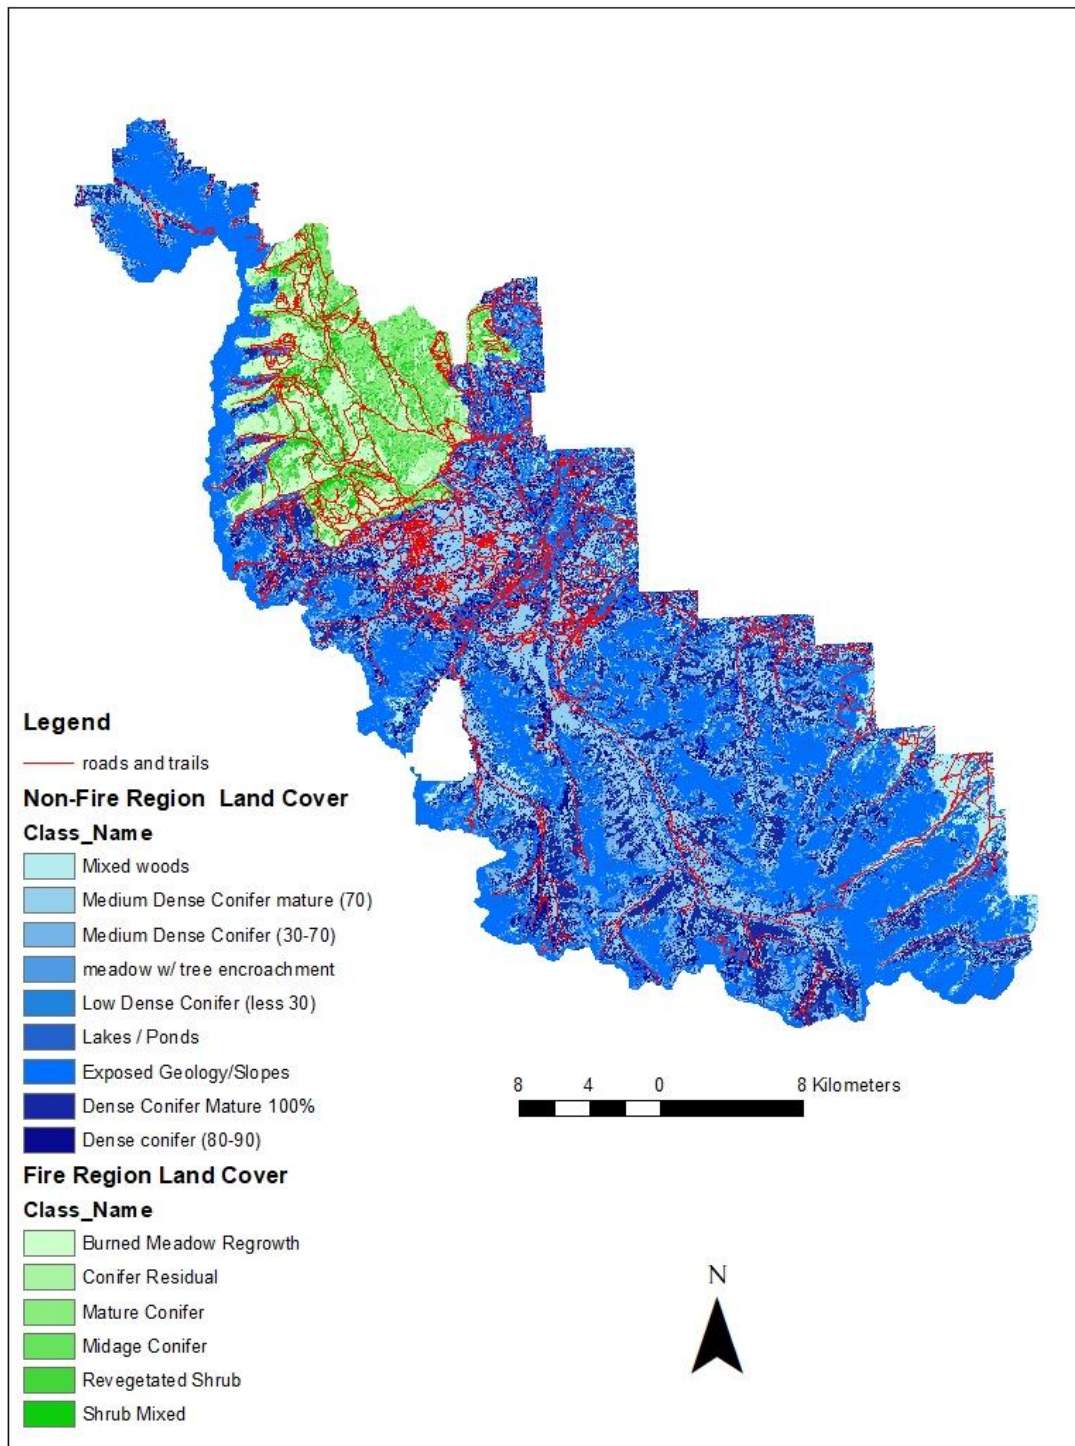 Legend
roads and trails
Non-Fire Region Land Cover
Class_Name
Mixed woods
Medium Dense Conifer mature (70)
Medium Dense Conifer (30-70)
meadow w/ tree encroachment
Low Dense Conifer (less 30)
Lakes / Ponds
Exposed Geology/Slopes
Dense Conifer Mature 100%
Dense conifer (80-90)
Fire Region Land Cover
Class_Name
Burned Meadow Regrowth
Conifer Residual
Mature Conifer
Midage Conifer
Revegetated Shrub
Shrub Mixed
8 4 0 8 Kilometers
N